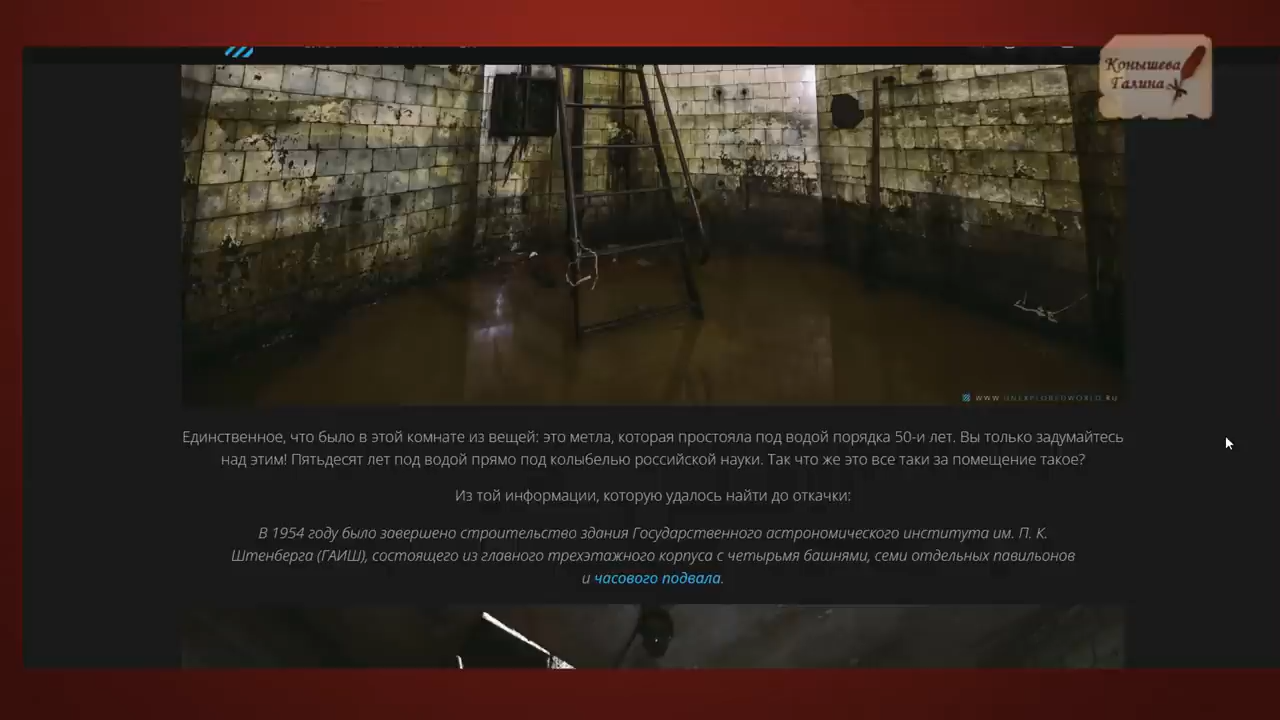 Конышева
Галина
WWW.UNEXPLOREDWORLD.RU
Единственное, что было в этой комнате из вещей: это метла, которая простояла под водой порядка 50-и лет. Вы только задумайтесь
над этим! Пятьдесят лет под водой прямо под колыбелью российской науки. Так что же это все таки за помещение такое?
Из той информации, которую удалось найти до откачки:
В 1954 году было завершено строительство здания Государственного астрономического института им. П. К.
Штенберга (ГАИШ), состоящего из главного трехэтажного корпуса с четырьмя башнями, семи отдельных павильонов
и часового подвала.